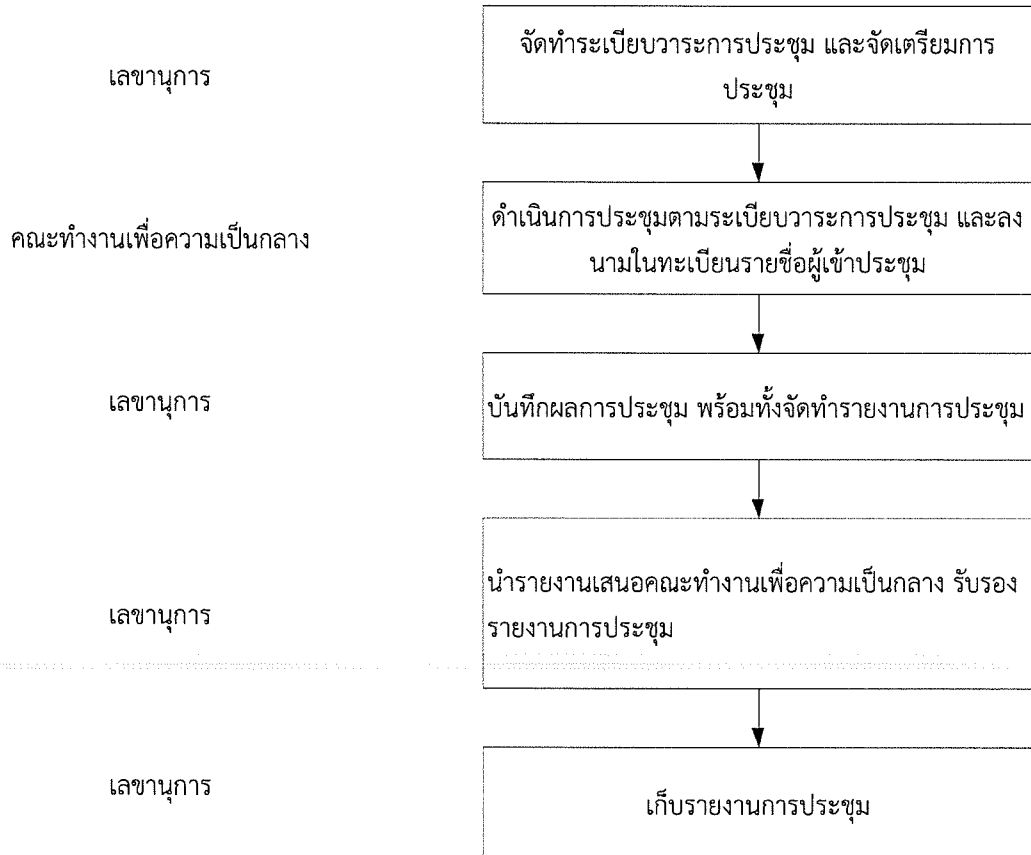 จัดทำระเบียบวาระการประชุม และจัดเตรียมการ
ประชุม
เลขานุการ
ดำเนินการประชุมตามระเบียบวาระการประชุม และลง
นามในทะเบียนรายชื่อผู้เข้าประชุม
คณะทำงานเพื่อความเป็นกลาง
บันทึกผลการประชุม พร้อมทั้งจัดทำรายงานการประชุม
เลขานุการ
นำรายงานเสนอคณะทำงานเพื่อความเป็นกลาง รับรอง
รายงานการประชุม
เลขานุการ
เก็บรายงานการประชุม
เลขานุการ